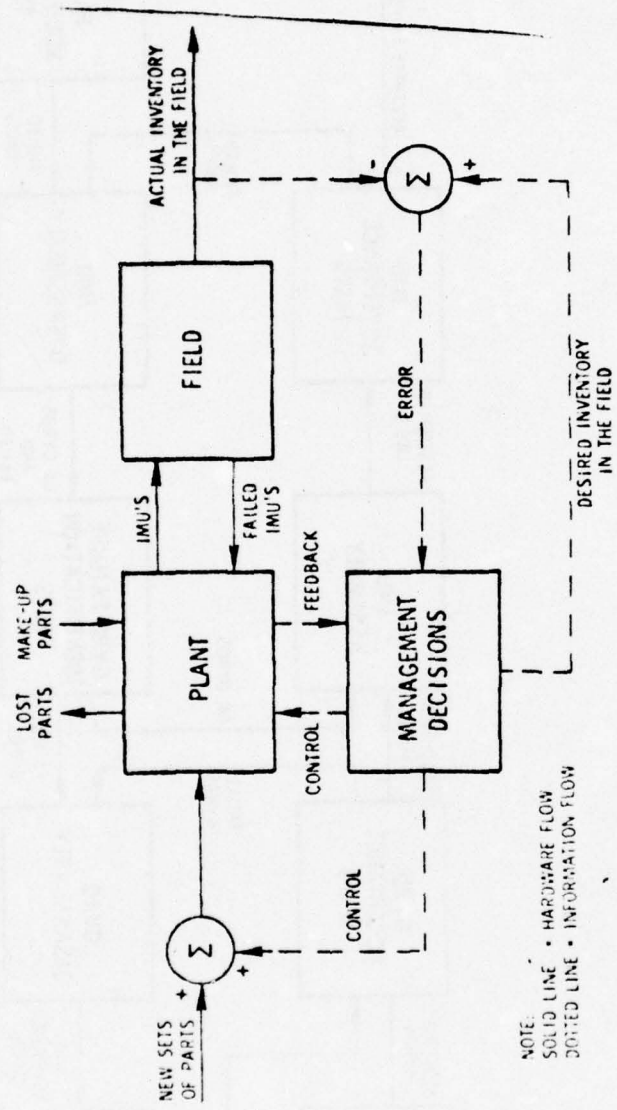 LOST
PARTS
MAKE-UP
PARTS
ACTUAL INVENTORY
IN THE FIELD
NEW SETS
OF PARTS
+
+
Σ
PLANT
IMU'S
FAILED
IMU'S
FIELD
CONTROL
FEEDBACK
-
+
Σ
MANAGEMENT
DECISIONS
ERROR
CONTROL
DESIRED INVENTORY
IN THE FIELD
NOTE:
SOLID LINE • HARDWARE FLOW
DOTTED LINE • INFORMATION FLOW